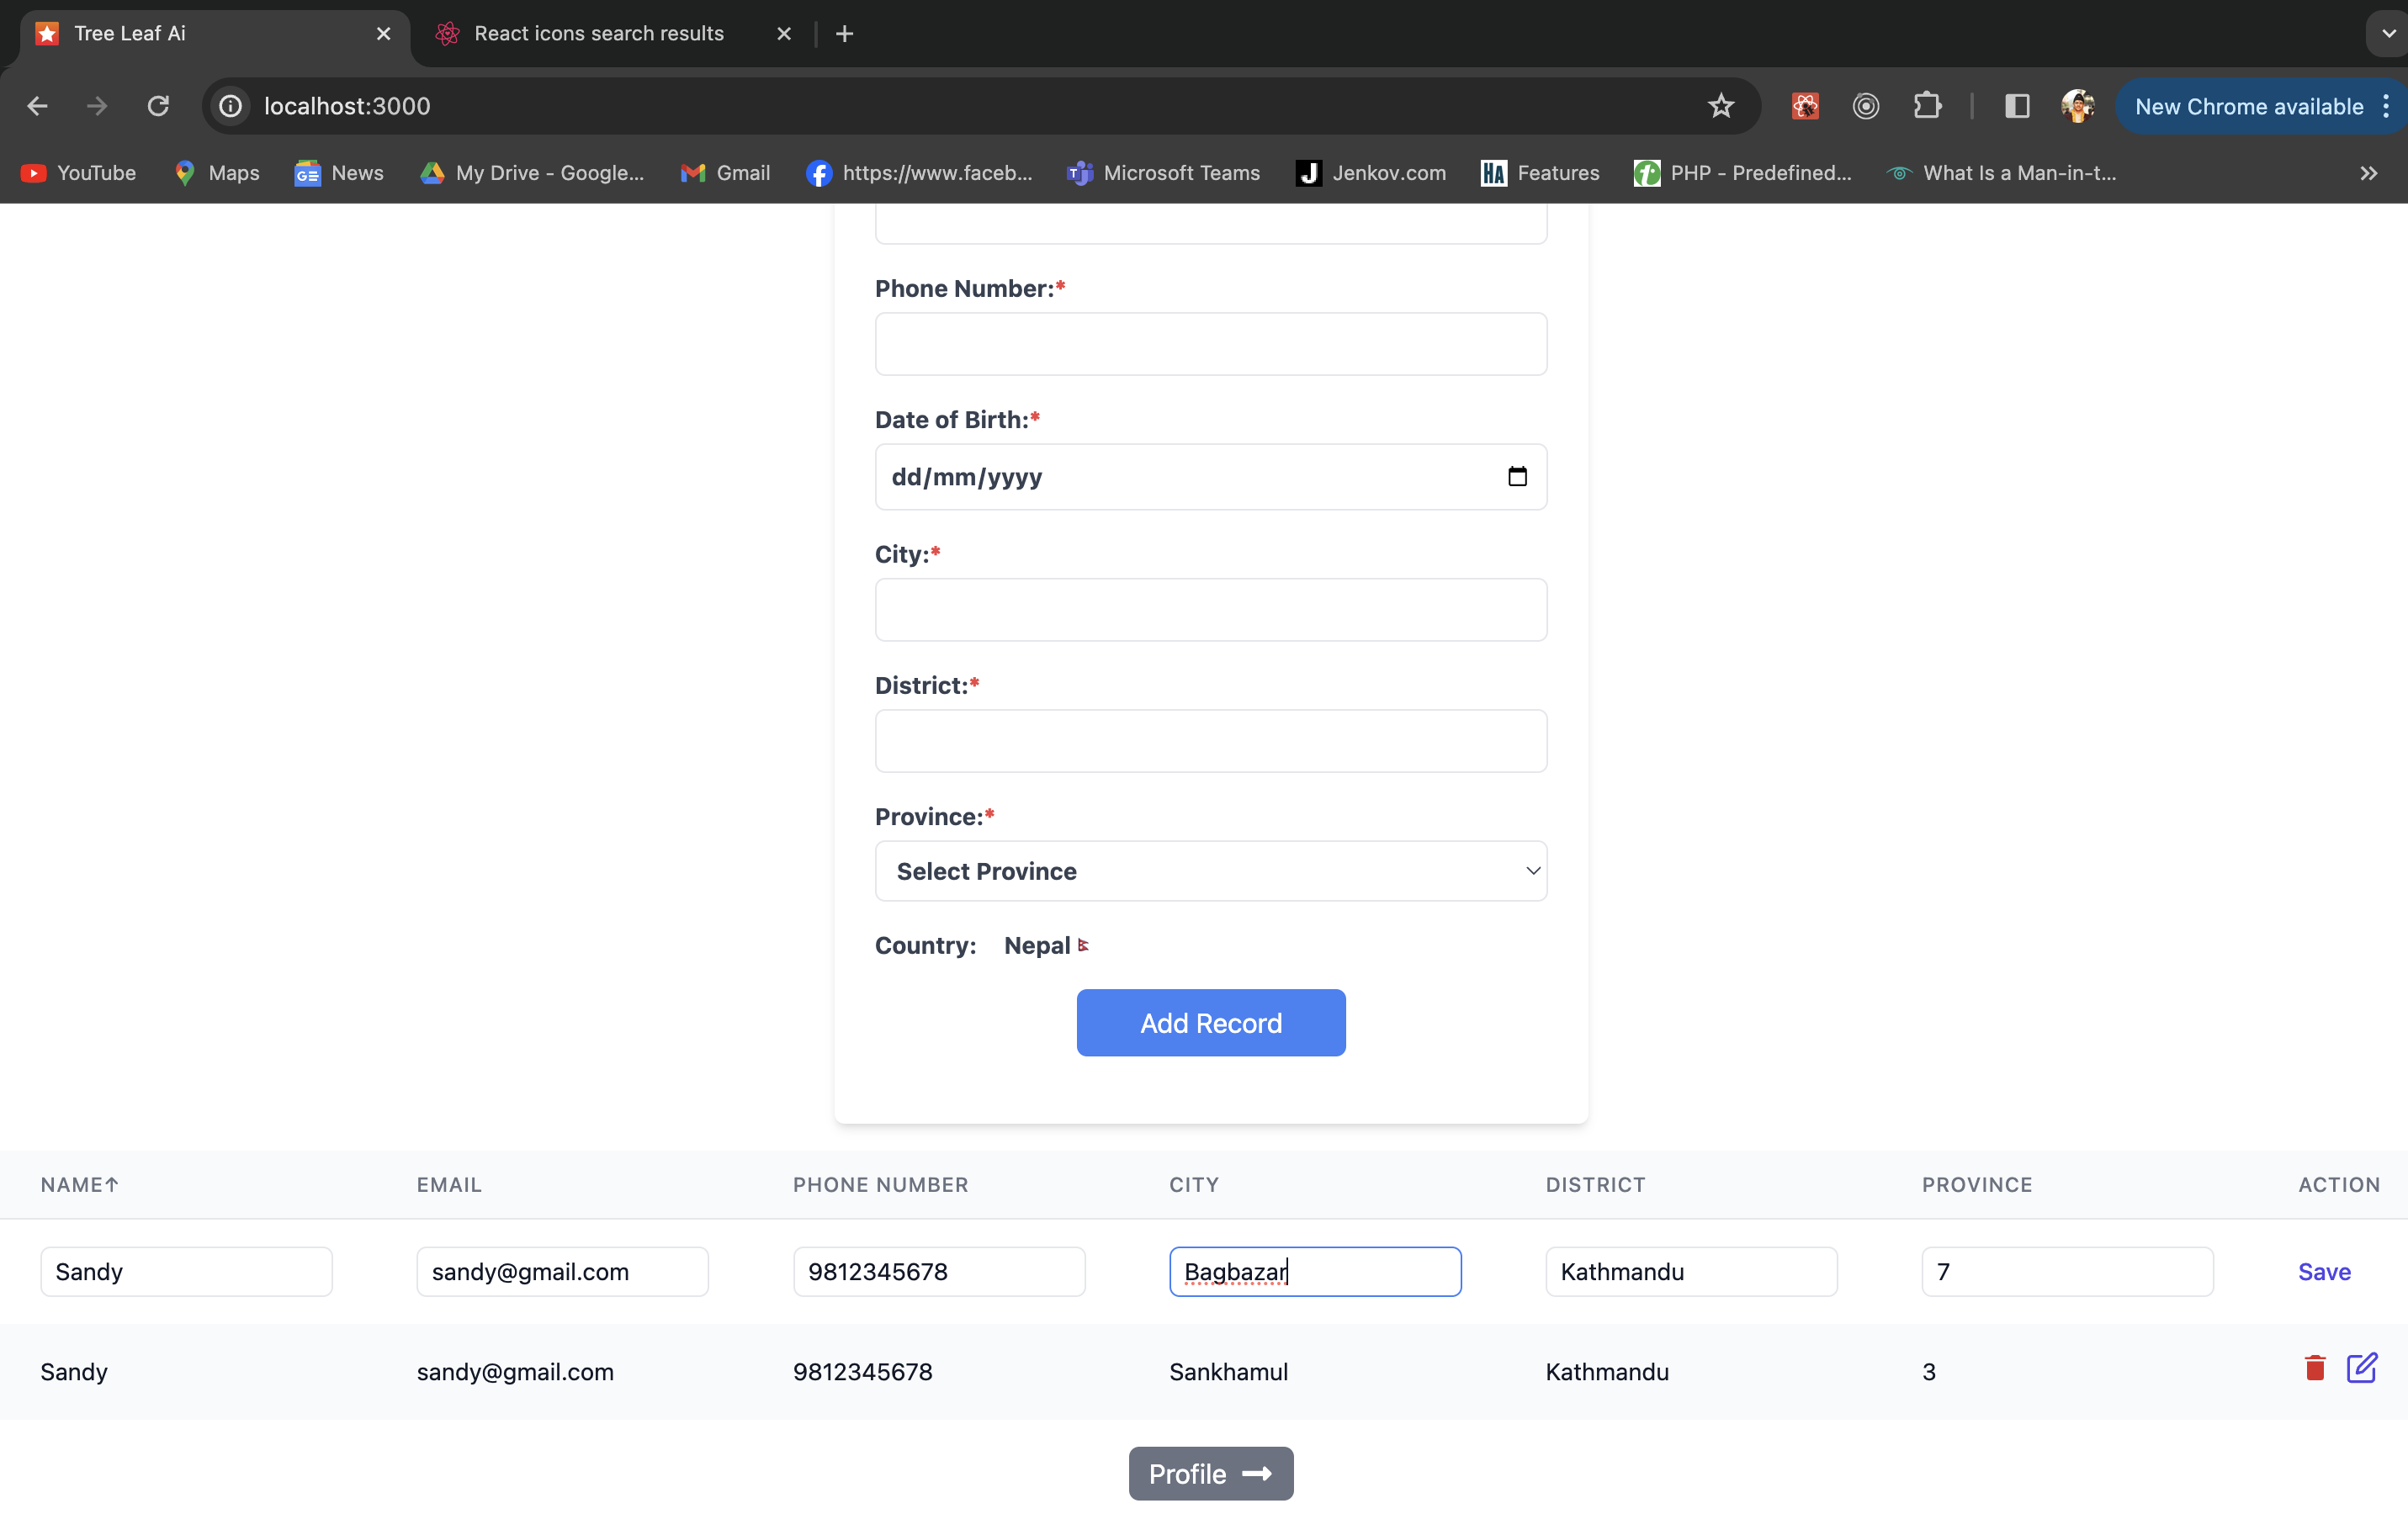 Tree Leaf Ai
React icons search results
localhost:3000
New Chrome available
YouTube
Maps
News
My Drive - Google...
Gmail
https://www.faceb...
Microsoft Teams
Jenkov.com
Features
PHP - Predefined...
What Is a Man-in-t...
Phone Number:*
Date of Birth:*
dd/mm/yyyy
City:*
District:*
Province:*
Select Province
Country: Nepal
Add Record
NAME↑ EMAIL PHONE NUMBER CITY DISTRICT PROVINCE ACTION
Sandy sandy@gmail.com 9812345678 Bagbazar Kathmandu 7 Save
Sandy sandy@gmail.com 9812345678 Sankhamul Kathmandu 3
Profile